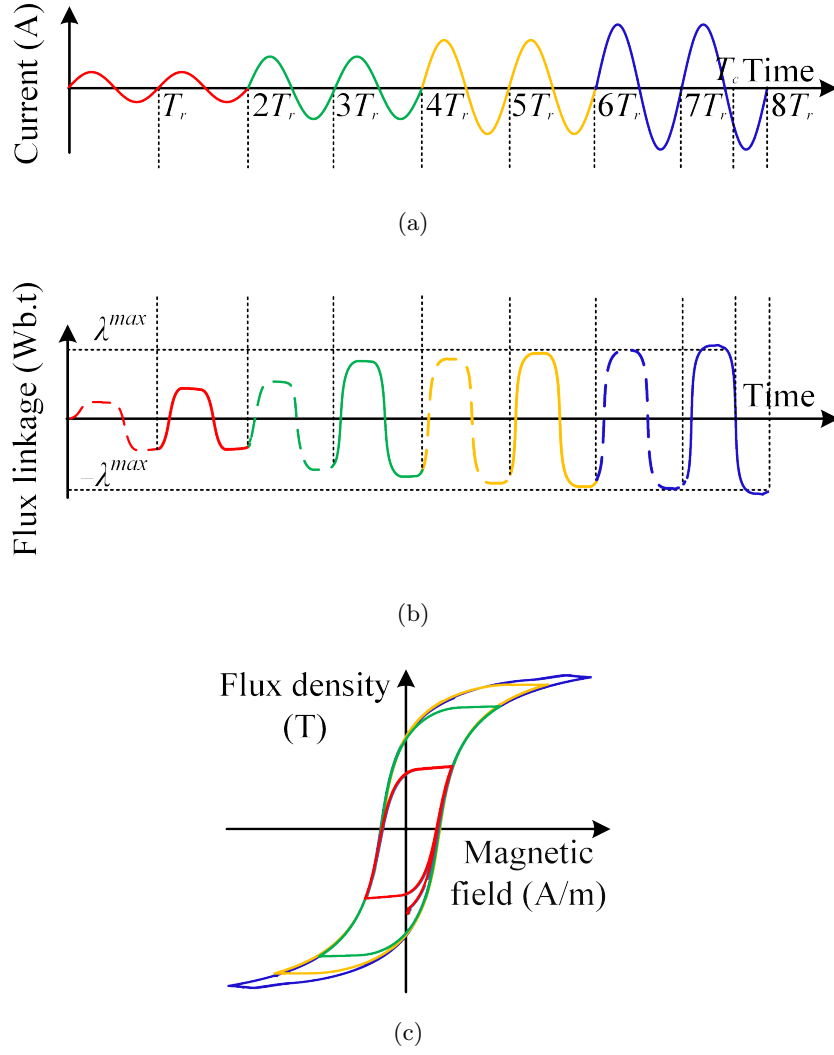 Current (A)
T_c Time
T_r 2T_r 3T_r 4T_r 5T_r 6T_r 7T_r 8T_r
(a)
Flux linkage (Wb.t)
λ^max
Time
−λ^max
(b)
Flux density
(T)
Magnetic
field (A/m)
(c)